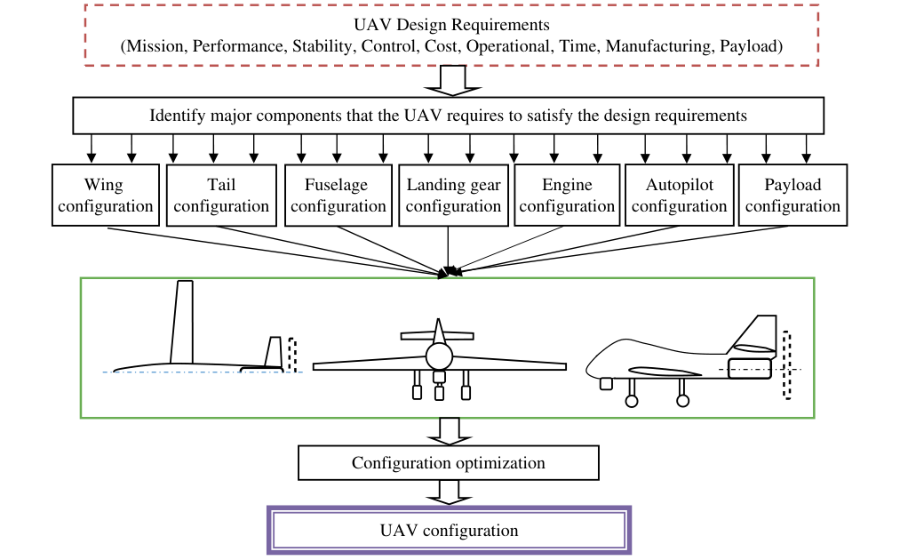 UAV Design Requirements
(Mission, Performance, Stability, Control, Cost, Operational, Time, Manufacturing, Payload)
Identify major components that the UAV requires to satisfy the design requirements
Wing
configuration
Tail
configuration
Fuselage
configuration
Landing gear
configuration
Engine
configuration
Autopilot
configuration
Payload
configuration
Configuration optimization
UAV configuration